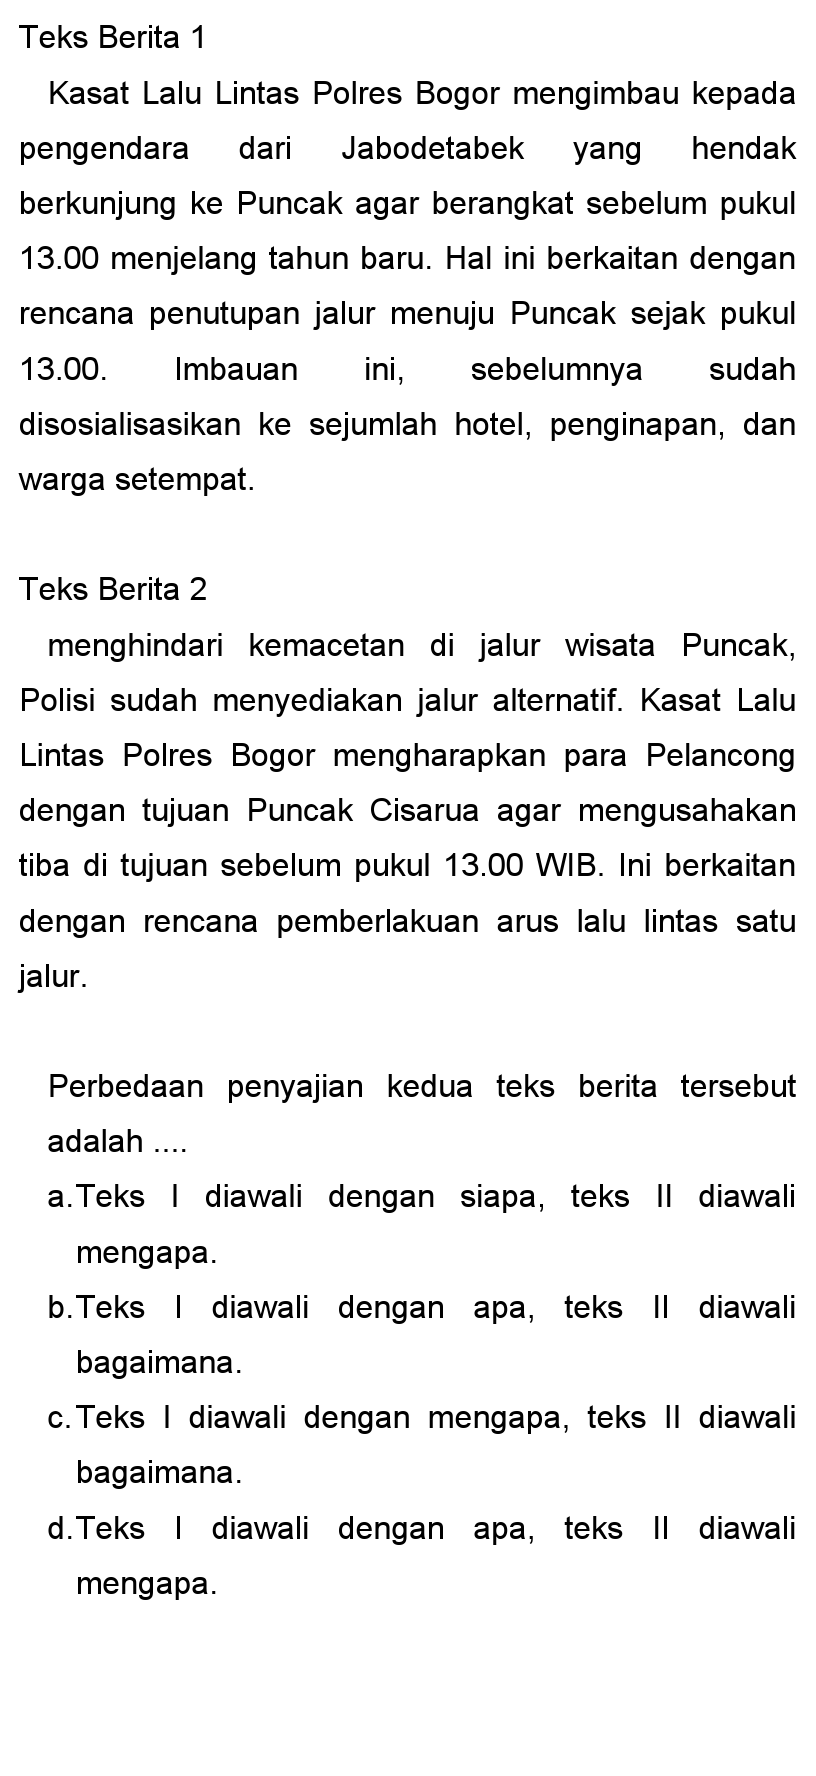 Teks Berita 1
Kasat Lalu Lintas Polres Bogor mengimbau kepada
pengendara dari Jabodetabek yang hendak
berkunjung ke Puncak agar berangkat sebelum pukul
13.00 menjelang tahun baru. Hal ini berkaitan dengan
rencana penutupan jalur menuju Puncak sejak pukul
13.00. Imbauan ini, sebelumnya sudah
disosialisasikan ke sejumlah hotel, penginapan, dan
warga setempat.
Teks Berita 2
menghindari kemacetan di jalur wisata Puncak,
Polisi sudah menyediakan jalur alternatif. Kasat Lalu
Lintas Polres Bogor mengharapkan para Pelancong
dengan tujuan Puncak Cisarua agar mengusahakan
tiba di tujuan sebelum pukul 13.00 WIB. Ini berkaitan
dengan rencana pemberlakuan arus lalu lintas satu
jalur.
Perbedaan penyajian kedua teks berita tersebut
adalah ....
a.Teks I diawali dengan siapa, teks II diawali
mengapa.
b.Teks I diawali dengan apa, teks II diawali
bagaimana.
c.Teks I diawali dengan mengapa, teks II diawali
bagaimana.
d.Teks I diawali dengan apa, teks II diawali
mengapa.